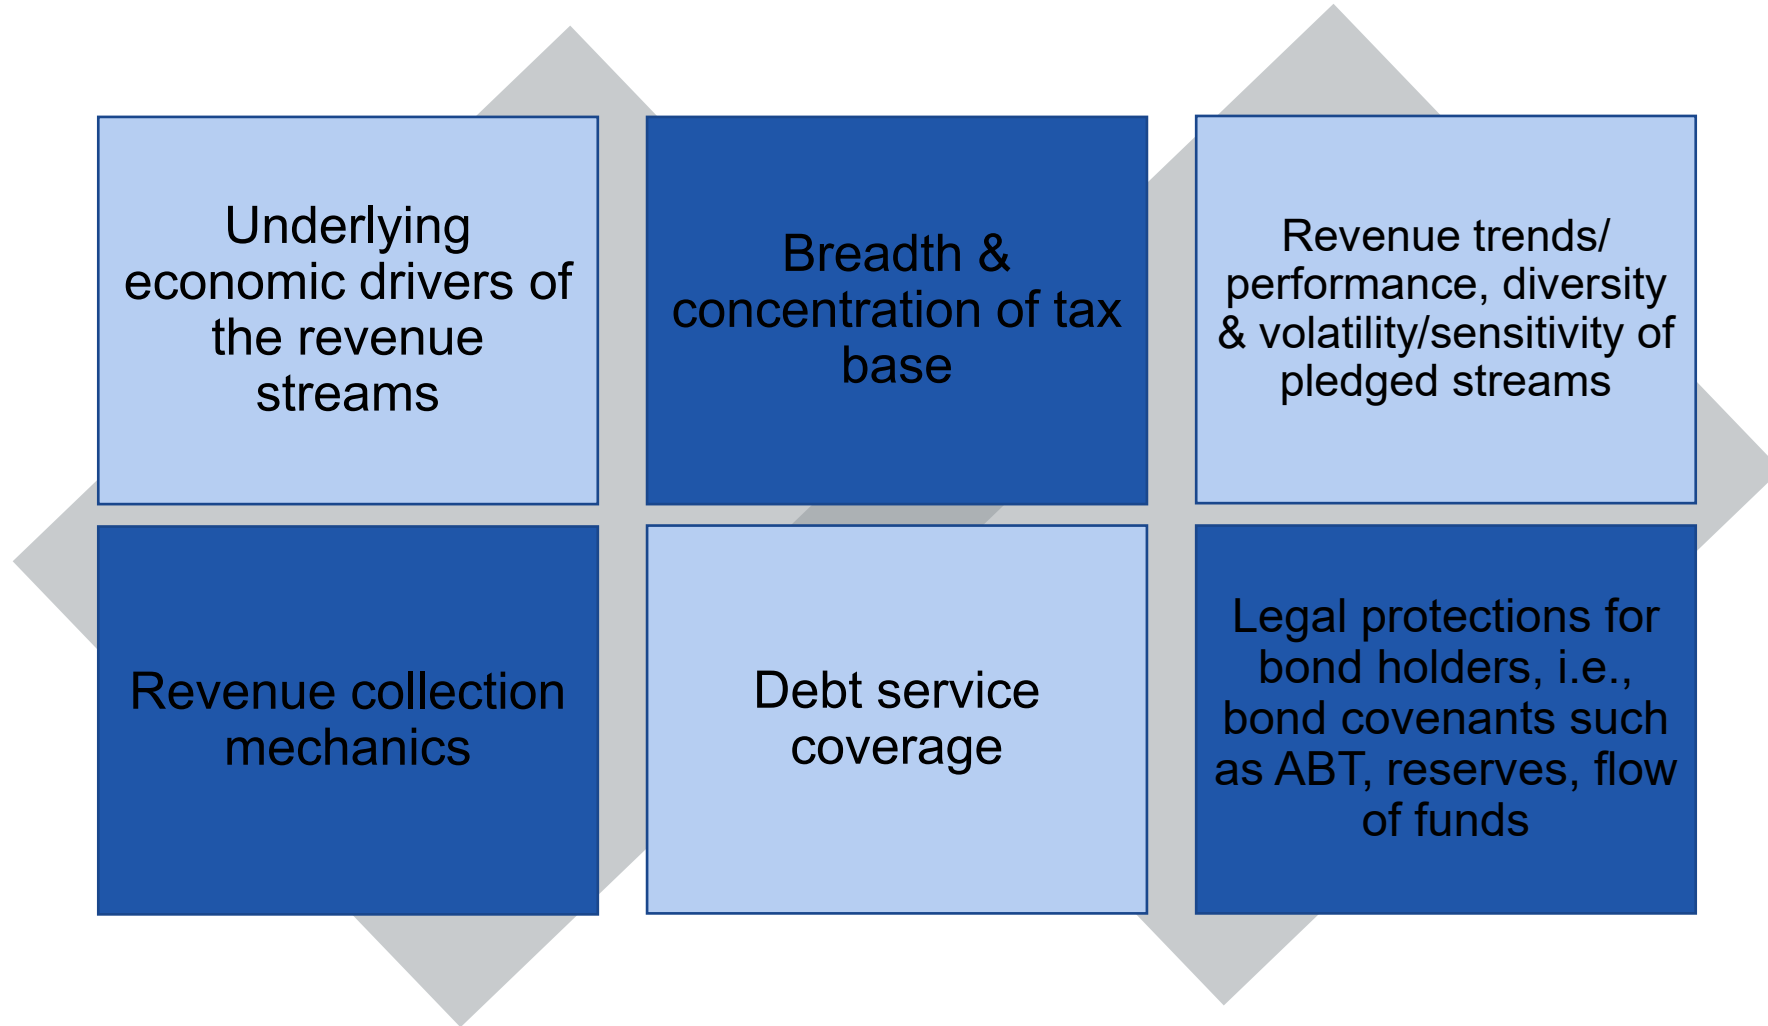 Underlying
economic drivers of
the revenue
streams
Breadth &
concentration of tax
base
Revenue trends/
performance, diversity
& volatility/sensitivity of
pledged streams
Revenue collection
mechanics
Debt service
coverage
Legal protections for
bond holders, i.e.,
bond covenants such
as ABT, reserves, flow
of funds